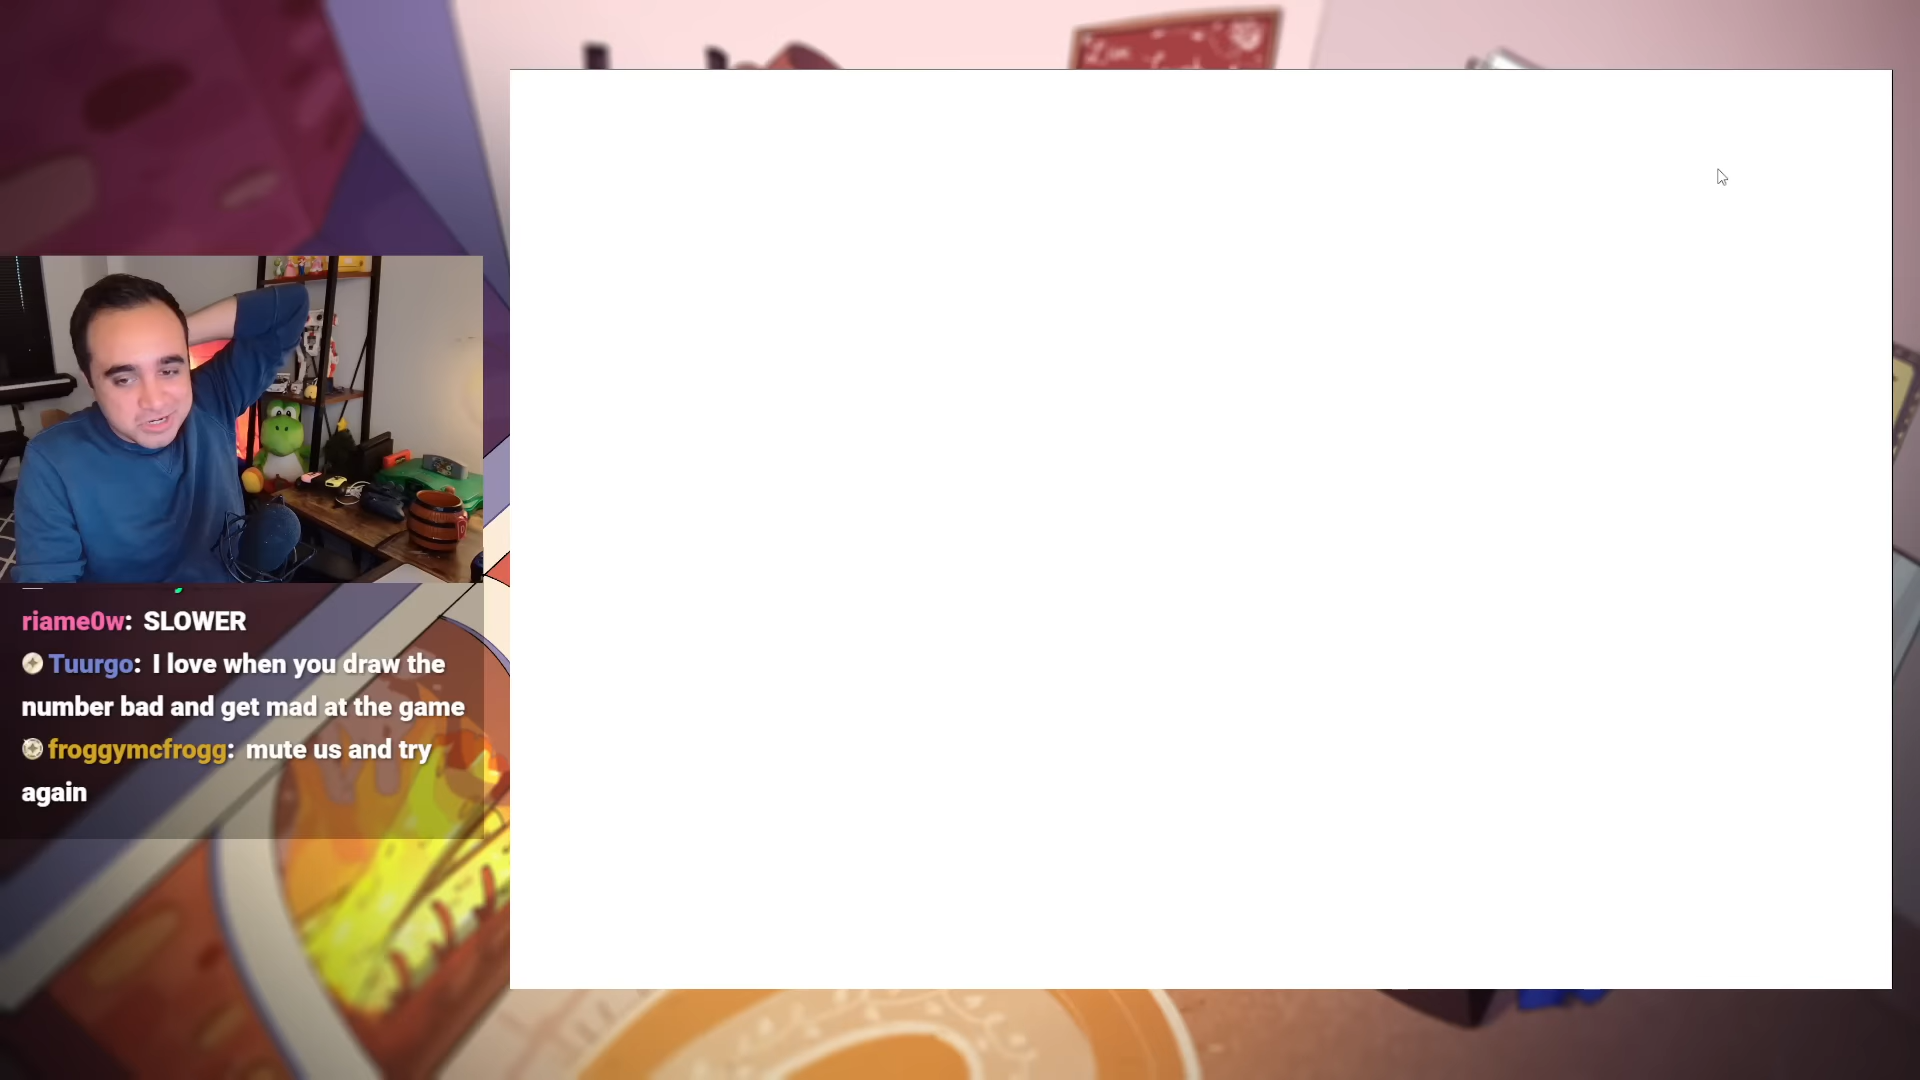 riame0w: SLOWER
Tuurgo: I love when you draw the
number bad and get mad at the game
froggymcfrogg: mute us and try
again